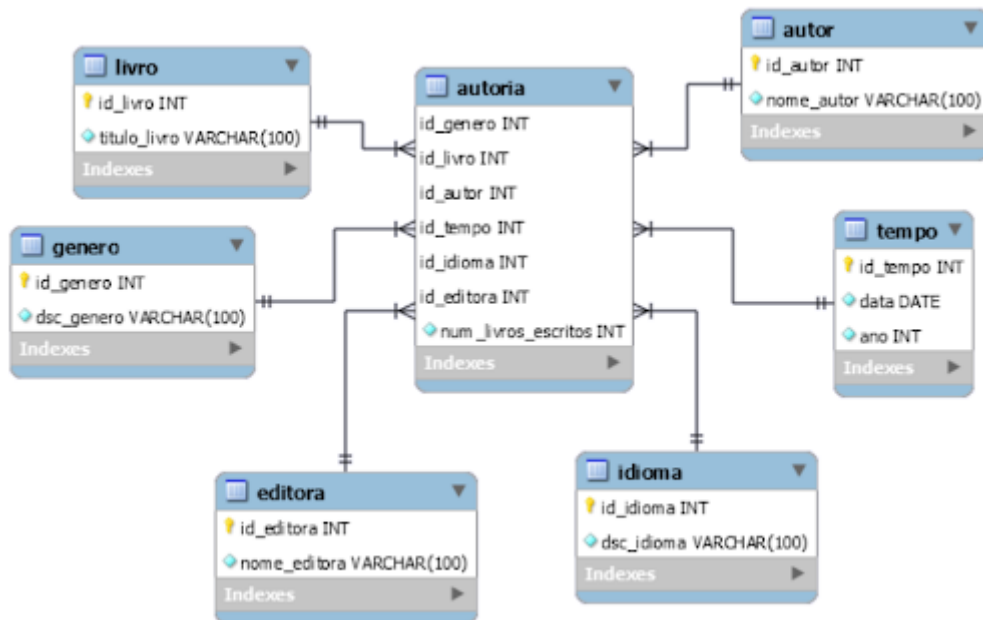 livro
id_livro INT
titulo_livro VARCHAR(100)
Indexes
genero
id_genero INT
dsc_genero VARCHAR(100)
Indexes
autoria
id_genero INT
id_livro INT
id_autor INT
id_tempo INT
id_idioma INT
id_editora INT
num_livros_escritos INT
Indexes
autor
id_autor INT
nome_autor VARCHAR(100)
Indexes
tempo
id_tempo INT
data DATE
ano INT
Indexes
editora
id_editora INT
nome_editora VARCHAR(100)
Indexes
idioma
id_idioma INT
dsc_idioma VARCHAR(100)
Indexes